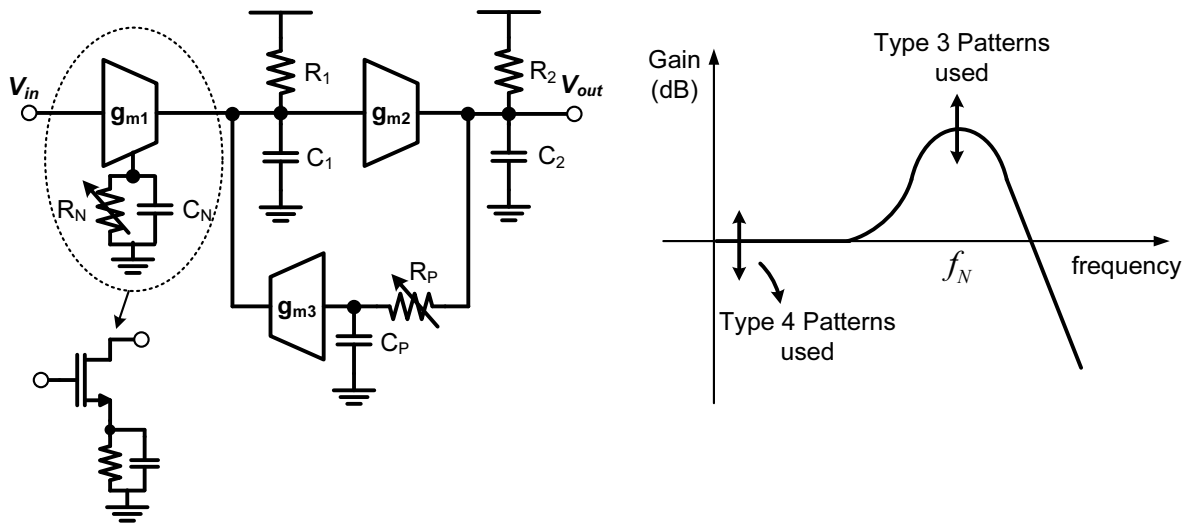 V_in
g_m1
R_N
C_N
R_1
C_1
g_m2
R_2
V_out
C_2
g_m3
R_P
C_P
Gain
(dB)
Type 3 Patterns
used
f_N
frequency
Type 4 Patterns
used